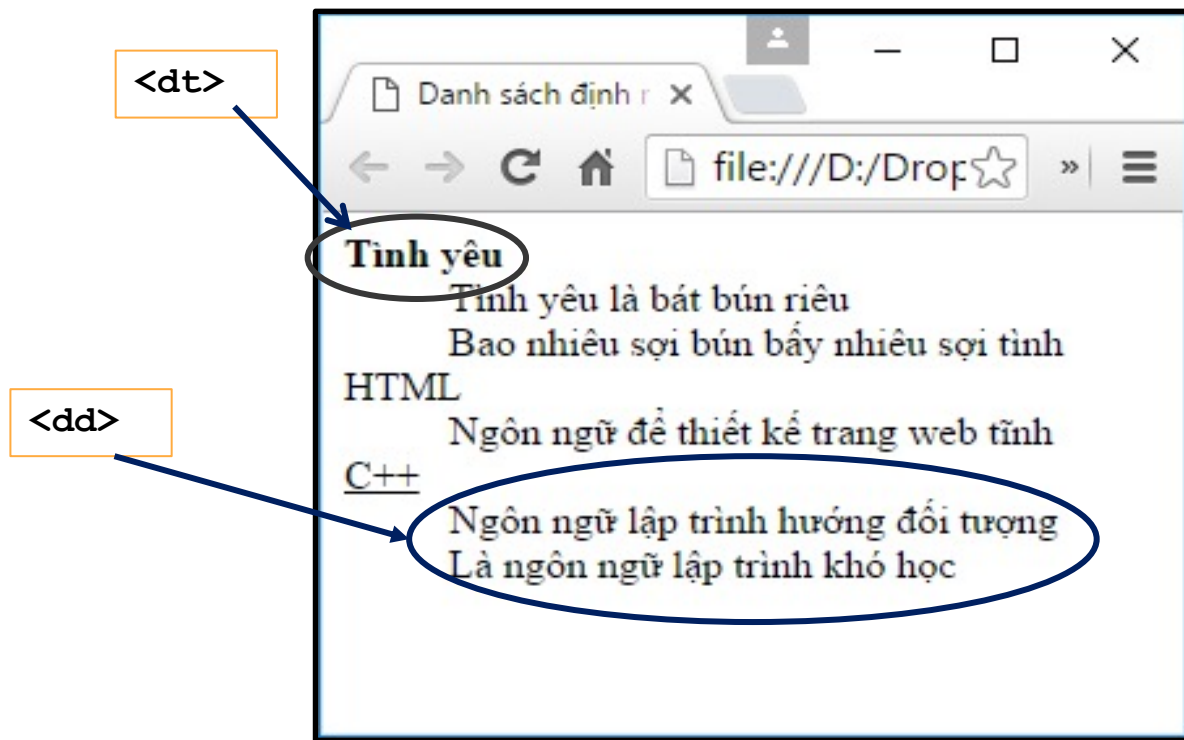 <dt>
Danh sách định r
file:///D:/Drop
»
Tình yêu
Tình yêu là bát bún riêu
Bao nhiêu sợi bún bấy nhiêu sợi tình
HTML
<dd>
Ngôn ngữ để thiết kế trang web tĩnh
C++
Ngôn ngữ lập trình hướng đối tượng
Là ngôn ngữ lập trình khó học